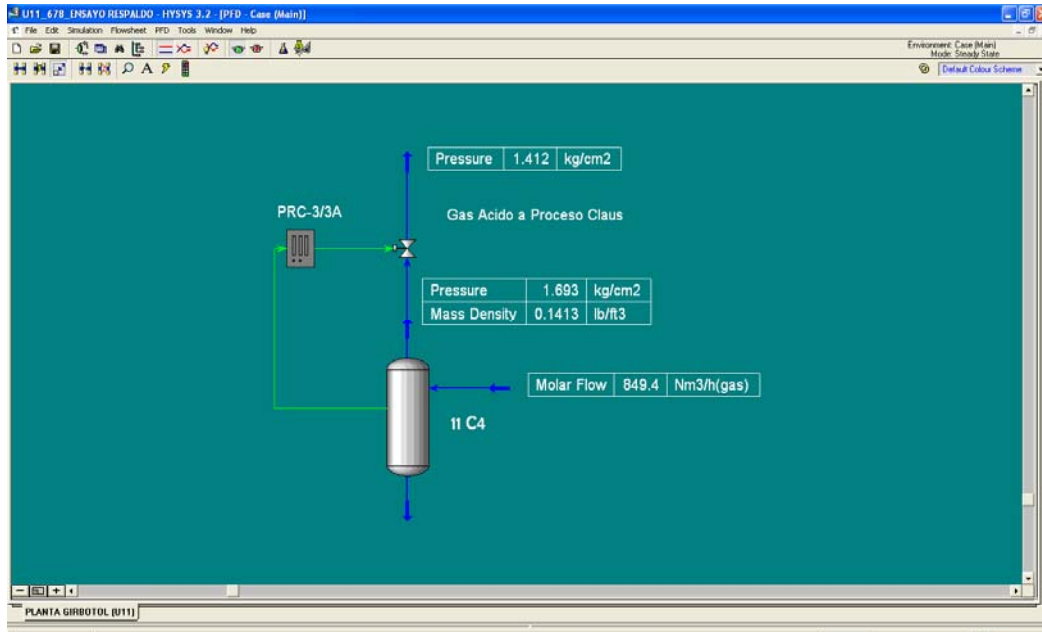 U11_678_ENSAYO RESPALDO - HYSYS 3.2 - [PFD - Case (Main)]
File Edit Simulation Flowsheet PFD Tools Window Help
Environment: Case (Main)
Mode: Steady State
Default Colour Scheme
Pressure 1.412 kg/cm2
PRC-3/3A
Gas Acido a Proceso Claus
Pressure 1.693 kg/cm2
Mass Density 0.1413 lb/ft3
Molar Flow 849.4 Nm3/h(gas)
11 C4
PLANTA GIRBOTOL (U11)